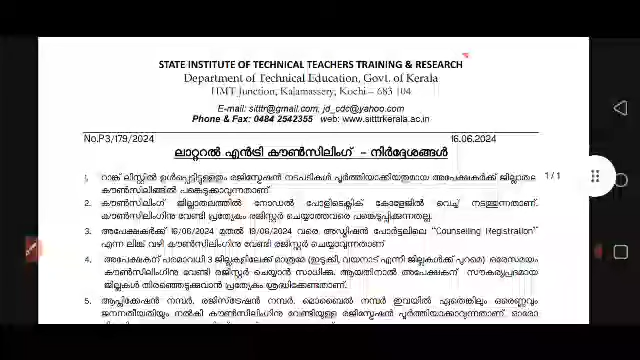 STATE INSTITUTE OF TECHNICAL TEACHERS TRAINING & RESEARCH
Department of Technical Education, Govt. of Kerala
HMT Junction, Kalamassery, Kochi – 683 104
E-mail: sitttr@gmail.com; jd_cdc@yahoo.com
Phone & Fax: 0484 2542355 web: www.sitttrkerala.ac.in
No.P3/179/2024 16.06.2024
ലാറ്ററൽ എൻട്രി കൗൺസിലിംഗ് - നിർദ്ദേശങ്ങൾ
1. റാങ്ക് ലിസ്റ്റിൽ ഉൾപ്പെട്ടിട്ടുള്ളതും രജിസ്ട്രേഷൻ നടപടികൾ പൂർത്തിയാക്കിയതുമായ അപേക്ഷകർക്ക് ജില്ലാതല
കൗൺസിലിങ്ങിൽ പങ്കെടുക്കാവുന്നതാണ്.
1/1
2. കൗൺസിലിംഗ് ജില്ലാതലത്തിൽ നോഡൽ പോളിടെക്നിക് കോളേജിൽ വെച്ച് നടത്തുന്നതാണ്.
കൗൺസിലിംഗിനു വേണ്ടി പ്രത്യേകം രജിസ്റ്റർ ചെയ്യാത്തവരെ പങ്കെടുപ്പിക്കുന്നതല്ല.
3. അപേക്ഷകർക്ക് 16/06/2024 മുതൽ 19/06/2024 വരെ അഡ്മിഷൻ പോർട്ടലിലെ "Counselling Registration"
എന്ന ലിങ്ക് വഴി കൗൺസിലിംഗിനു വേണ്ടി രജിസ്റ്റർ ചെയ്യാവുന്നതാണ്
4. അപേക്ഷകന് പരമാവധി 3 ജില്ലകളിലേക്ക് മാത്രമേ (ഇടുക്കി, വയനാട് എന്നീ ജില്ലകൾക്ക് പുറമെ) ഒരേസമയം
കൗൺസിലിംഗിനു വേണ്ടി രജിസ്റ്റർ ചെയ്യാൻ സാധിക്കു. ആയതിനാൽ അപേക്ഷകന് സൗകര്യപ്രദമായ
ജില്ലകൾ തിരഞ്ഞെടുക്കുവാൻ പ്രത്യേകം ശ്രദ്ധിക്കേണ്ടതാണ്.
5. ആപ്ലിക്കേഷൻ നമ്പർ, രജിസ്ട്രേഷൻ നമ്പർ, മൊബൈൽ നമ്പർ ഇവയിൽ ഏതെങ്കിലും ഒരെണ്ണവും
ജനനതീയതിയും നൽകി കൗൺസിലിംഗിനു വേണ്ടിയുള്ള രജിസ്ട്രേഷൻ പൂർത്തിയാക്കാവുന്നതാണ്. ഓരോ